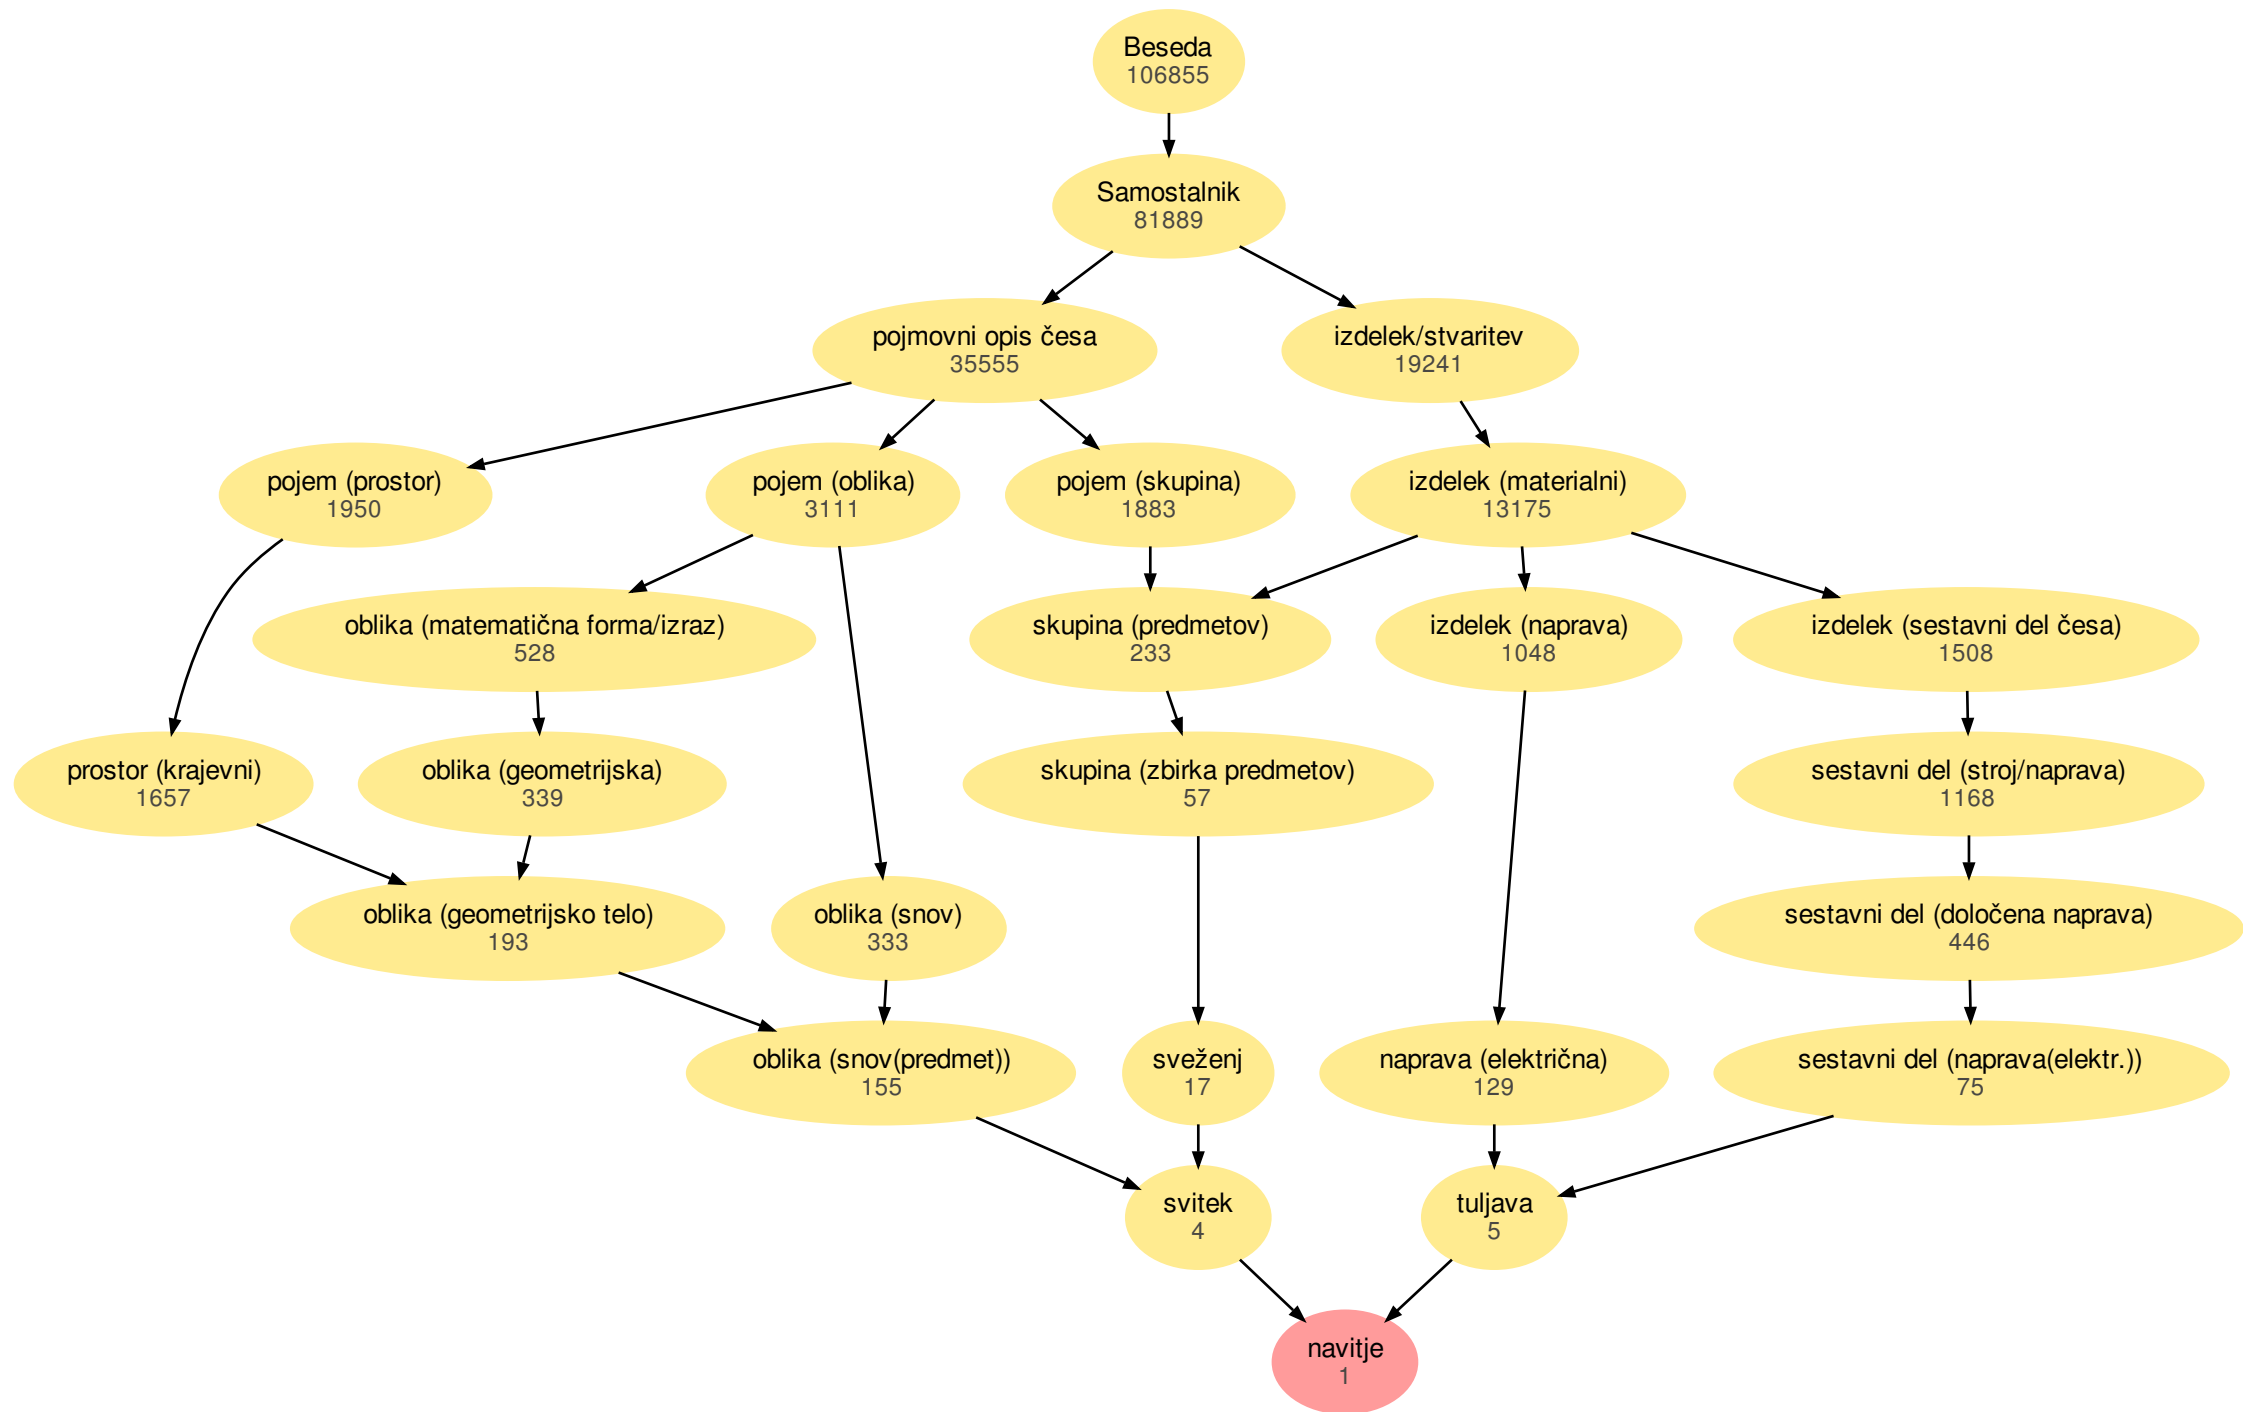 Beseda
106855
Samostalnik
81889
pojmovni opis česa
35555
izdelek/stvaritev
19241
pojem (prostor)
1950
pojem (oblika)
3111
pojem (skupina)
1883
izdelek (materialni)
13175
oblika (matematična forma/izraz)
528
skupina (predmetov)
233
izdelek (naprava)
1048
izdelek (sestavni del česa)
1508
prostor (krajevni)
1657
oblika (geometrijska)
339
skupina (zbirka predmetov)
57
sestavni del (stroj/naprava)
1168
oblika (geometrijsko telo)
193
oblika (snov)
333
sestavni del (določena naprava)
446
oblika (snov(predmet))
155
sveženj
17
naprava (električna)
129
sestavni del (naprava(elektr.))
75
svitek
4
tuljava
5
navitje
1